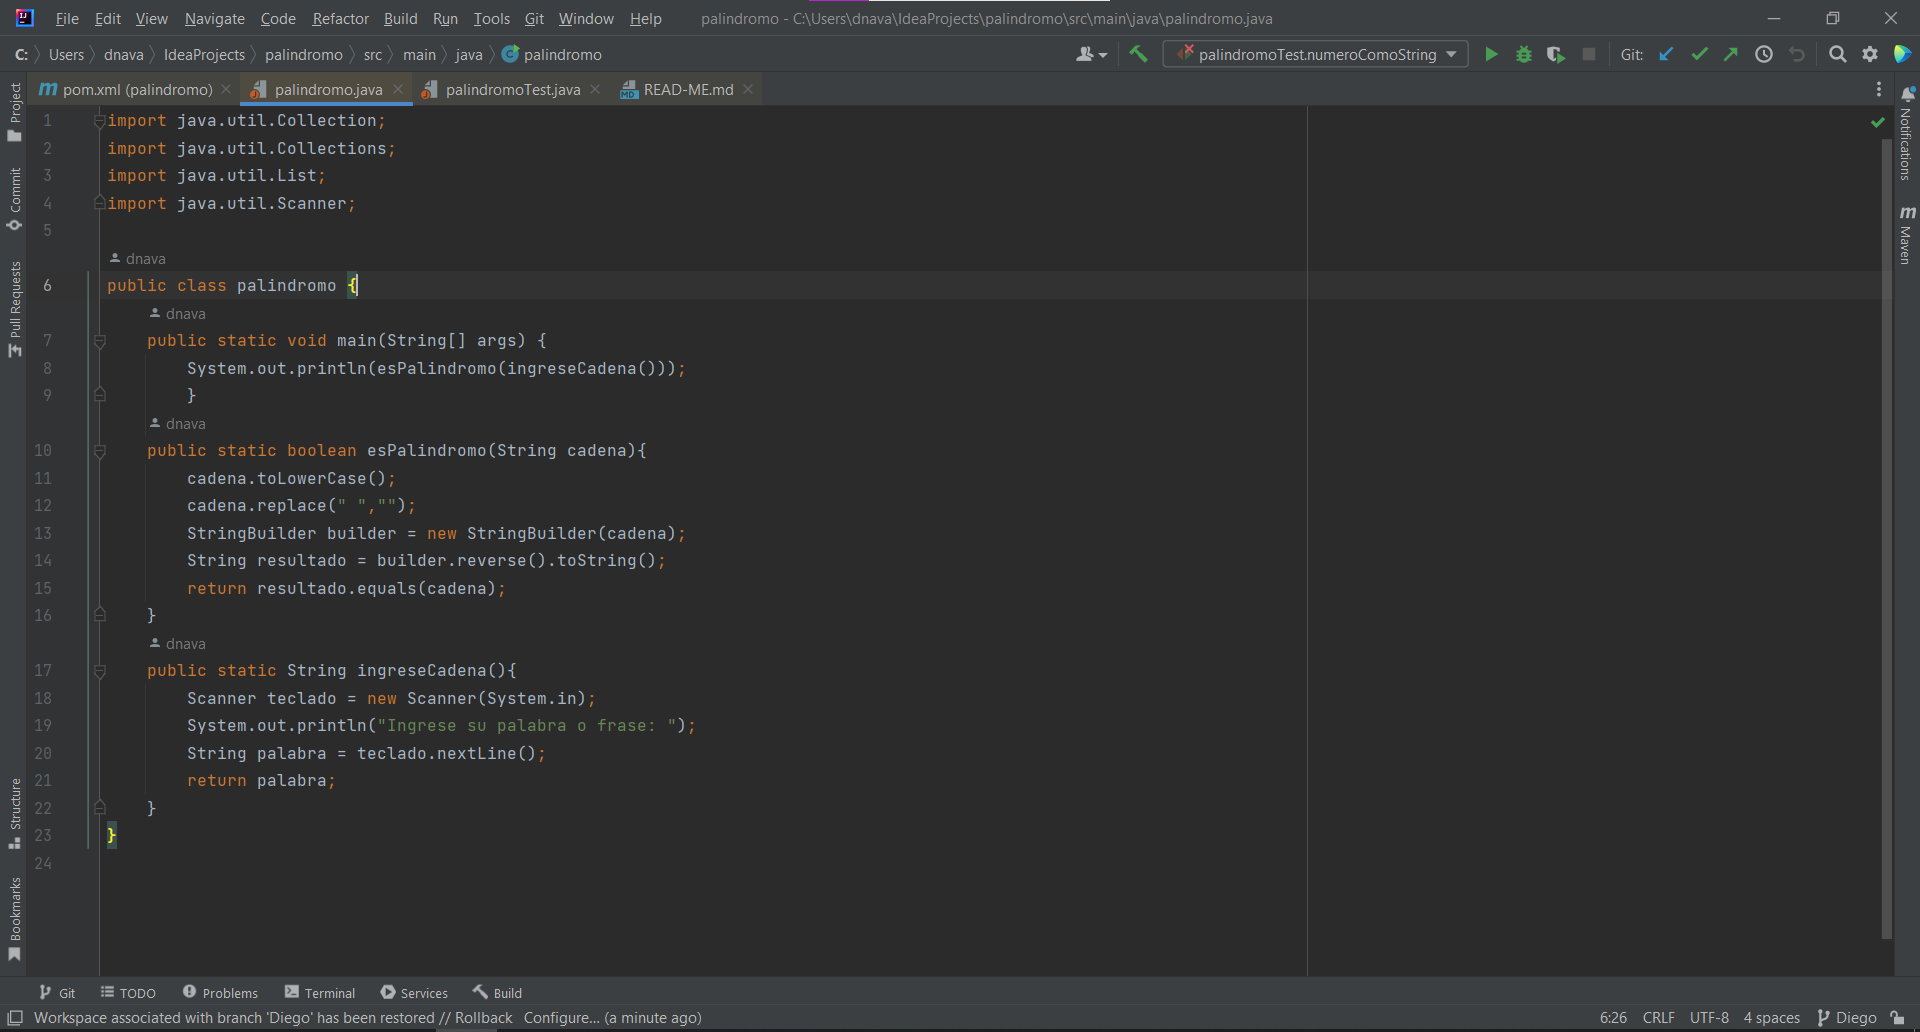 File Edit View Navigate Code Refactor Build Run Tools Git Window Help palindromo - C:\Users\dnava\IdeaProjects\palindromo\src\main\java\palindromo.java
C: Users dnava IdeaProjects palindromo src main java palindromo palindromoTest.numeroComoString Git:
pom.xml (palindromo) palindromo.java palindromoTest.java READ-ME.md
Project
Commit
Pull Requests
Structure
Bookmarks
1 import java.util.Collection;
2 import java.util.Collections;
3 import java.util.List;
4 import java.util.Scanner;
5
dnava
6 public class palindromo {
dnava
7 public static void main(String[] args) {
8 System.out.println(esPalindromo(ingreseCadena()));
9 }
dnava
10 public static boolean esPalindromo(String cadena){
11 cadena.toLowerCase();
12 cadena.replace(" ","");
13 StringBuilder builder = new StringBuilder(cadena);
14 String resultado = builder.reverse().toString();
15 return resultado.equals(cadena);
16 }
dnava
17 public static String ingreseCadena(){
18 Scanner teclado = new Scanner(System.in);
19 System.out.println("Ingrese su palabra o frase: ");
20 String palabra = teclado.nextLine();
21 return palabra;
22 }
23 }
24
Notifications
Maven
Git TODO Problems Terminal Services Build
Workspace associated with branch 'Diego' has been restored // Rollback Configure... (a minute ago) 6:26 CRLF UTF-8 4 spaces Diego